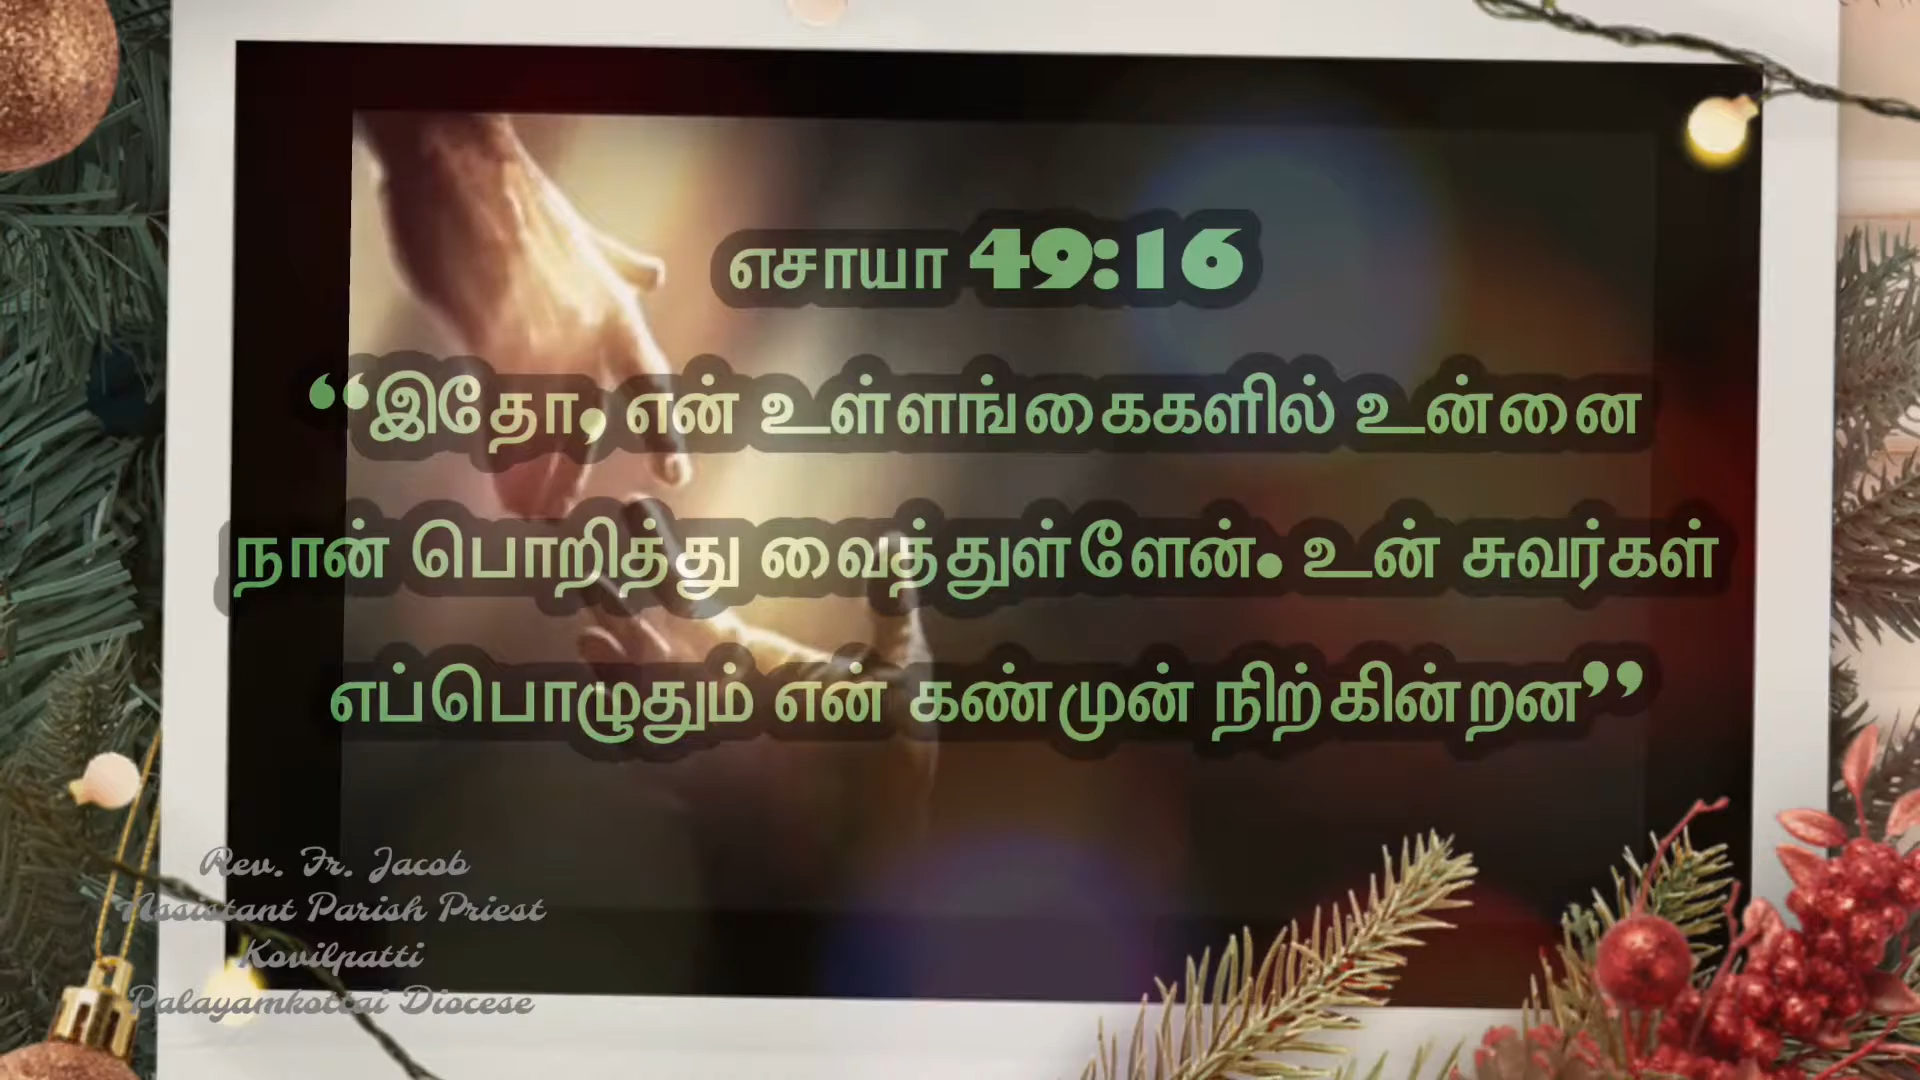 எசாயா 49:16
“இதோ, என் உள்ளங்கைகளில் உன்னை
நான் பொறித்து வைத்துள்ளேன். உன் சுவர்கள்
எப்பொழுதும் என் கண்முன் நிற்கின்றன”
Rev. Fr. Jacob
Assistant Parish Priest
Kovilpatti
Palayamkottai Diocese